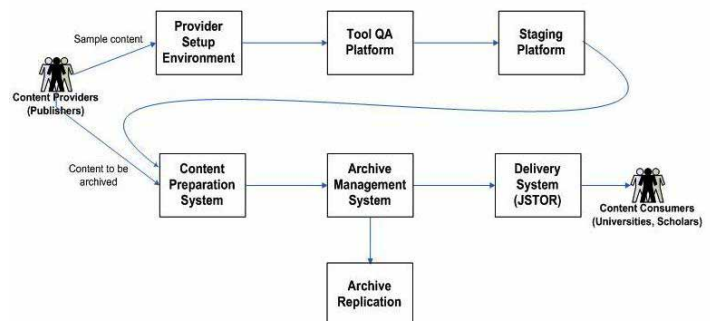 Sample content
Provider
Setup
Environment
Tool QA
Platform
Staging
Platform
Content Providers
(Publishers)
Content to be
archived
Content
Preparation
System
Archive
Management
System
Delivery
System
(JSTOR)
Content Consumers
(Universities, Scholars)
Archive
Replication